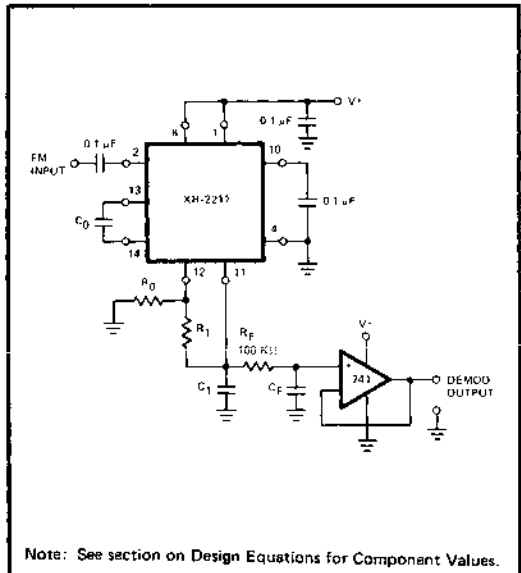 V+
8
1
0.1 µF
0.1 µF
FM
INPUT
2
10
13
0.1 µF
C0
14
4
12
11
R0
R1
RF
100 KΩ
V+
C1
CF
+
741
DEMOD
OUTPUT
Note: See section on Design Equations for Component Values.